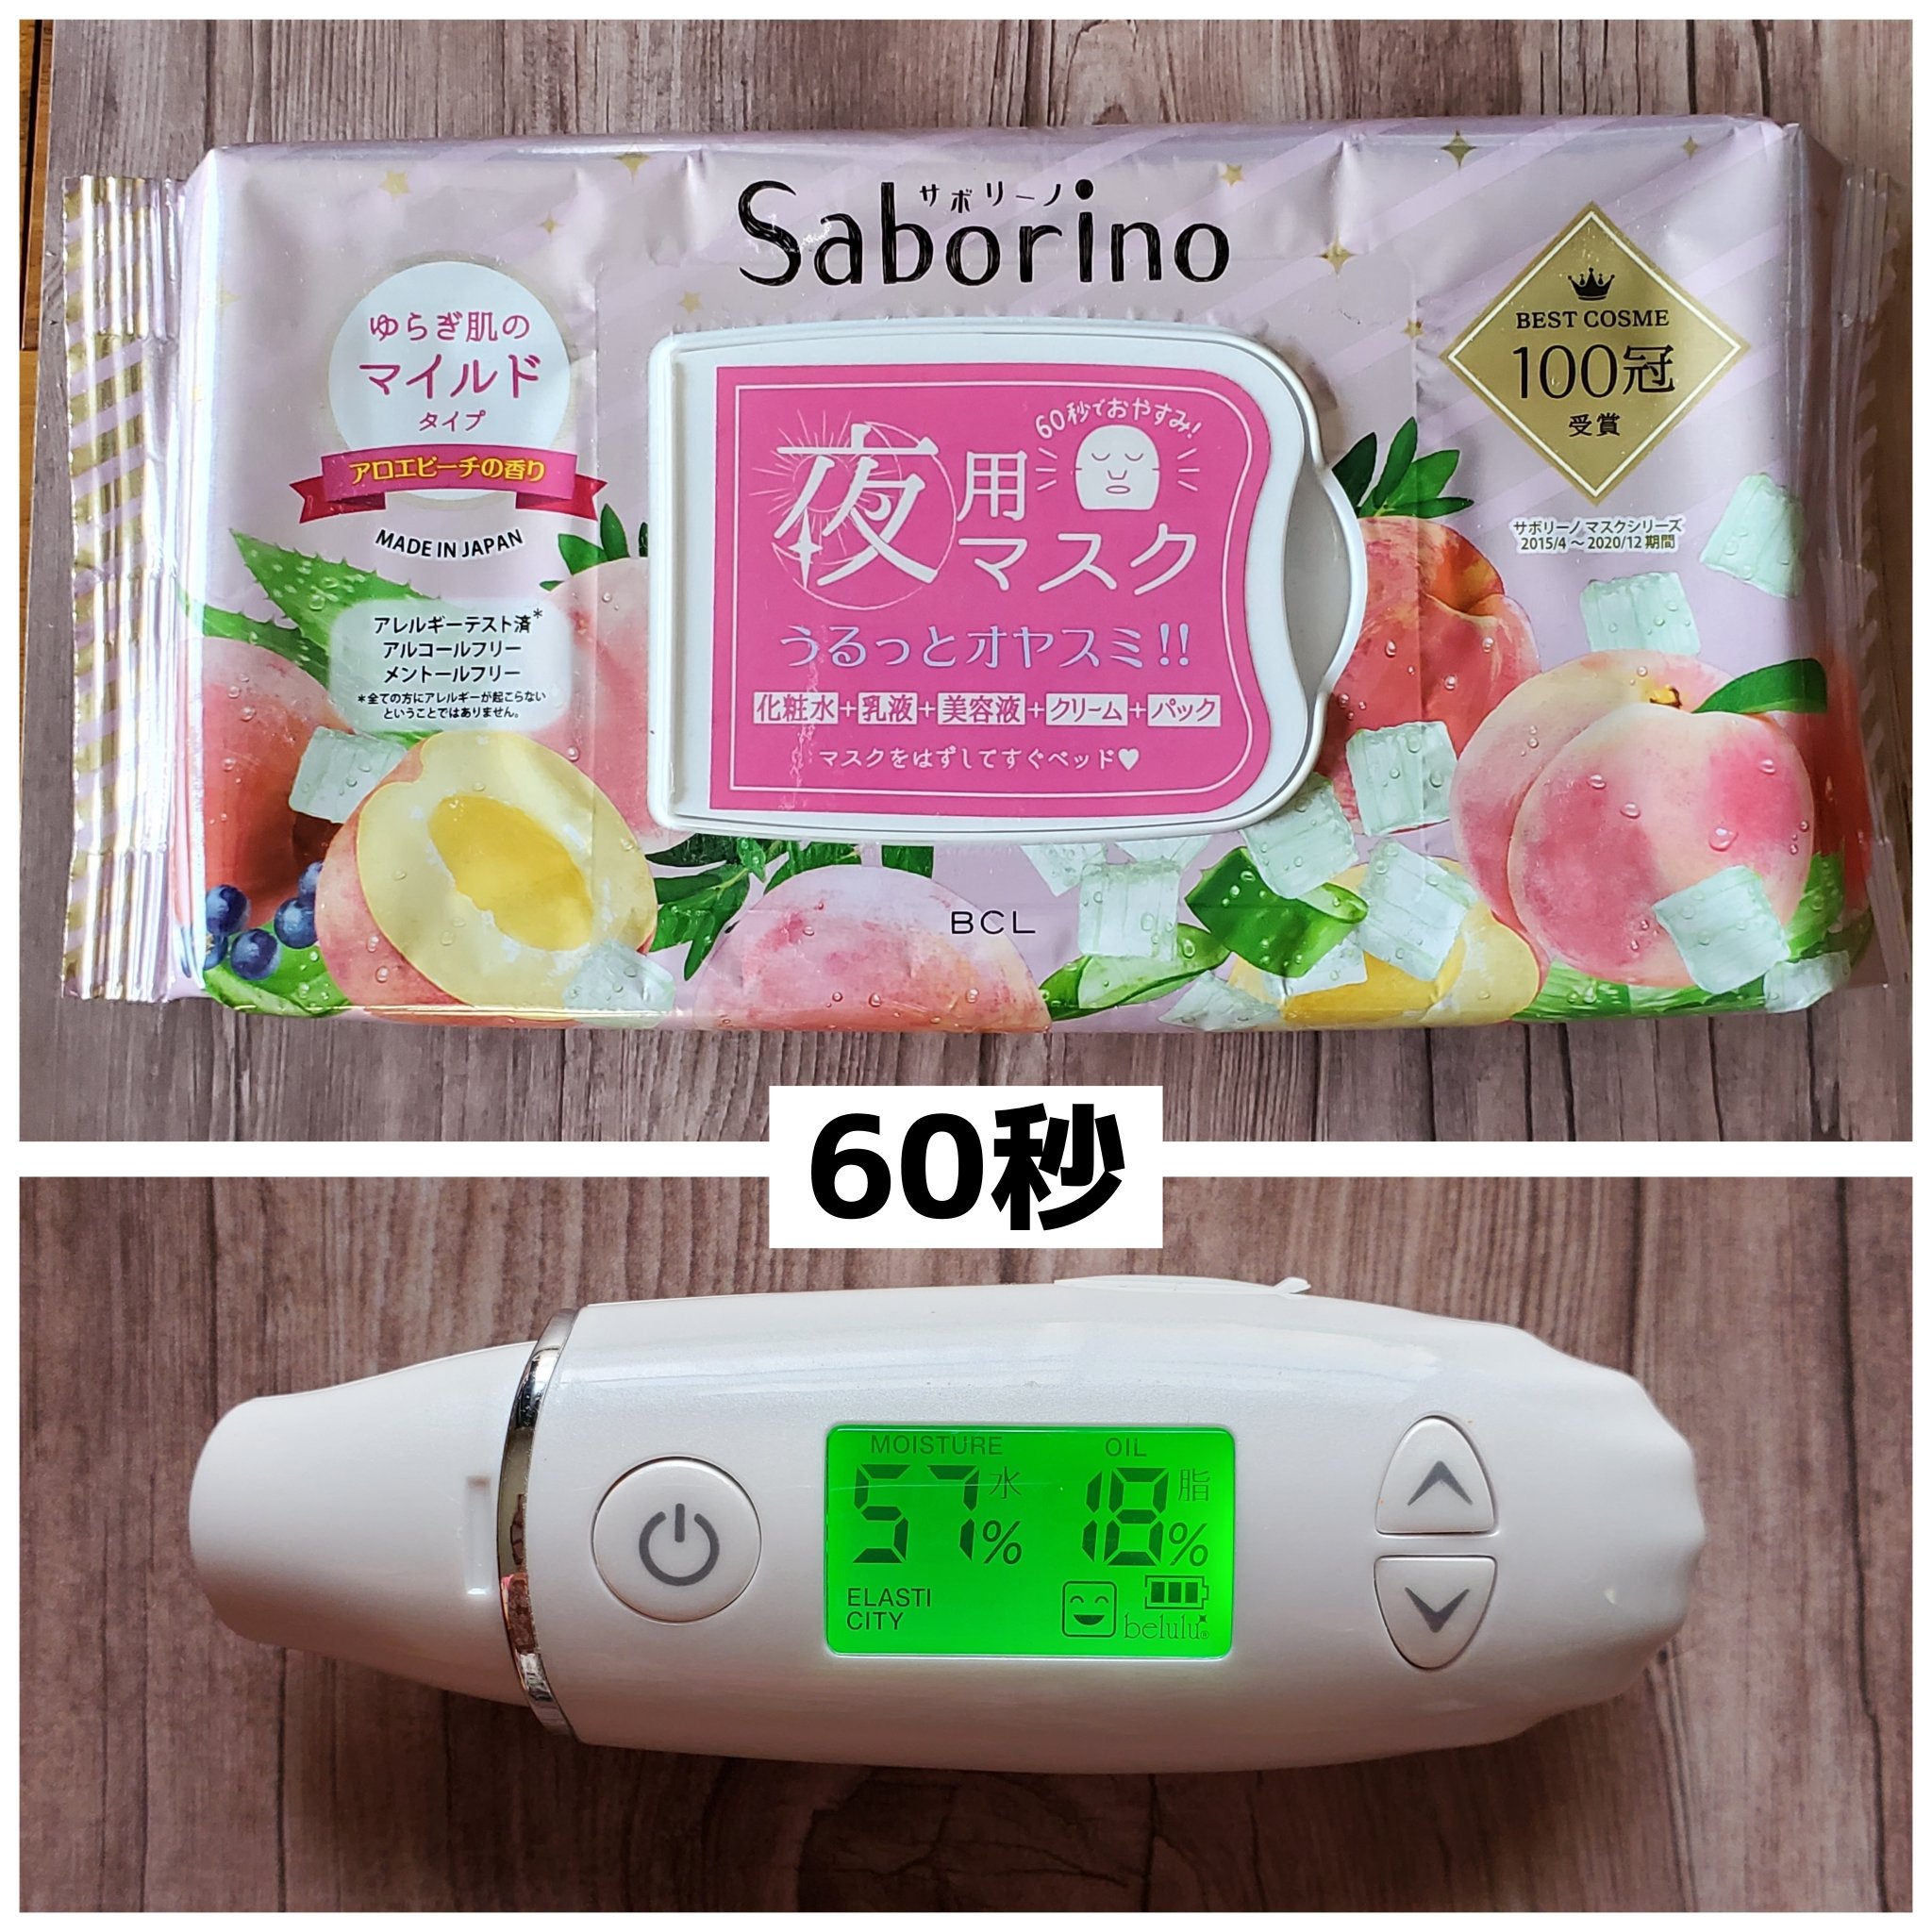 サボリーノ
Saborino
ゆらぎ肌の
マイルド
タイプ
アロエピーチの香り
MADE IN JAPAN
アレルギーテスト済*
アルコールフリー
メントールフリー
*全ての方にアレルギーが起こらない
ということではありません。
60秒でおやすみ!
夜用
マスク
うるっとオヤスミ!!
化粧水+乳液+美容液+クリーム+パック
マスクをはずしてすぐベッド♥
BEST COSME
100冠
受賞
サボリーノ マスクシリーズ
2015/4~2020/12期間
BCL
60秒
MOISTURE OIL
57水% 18脂%
ELASTI
CITY
belulu®